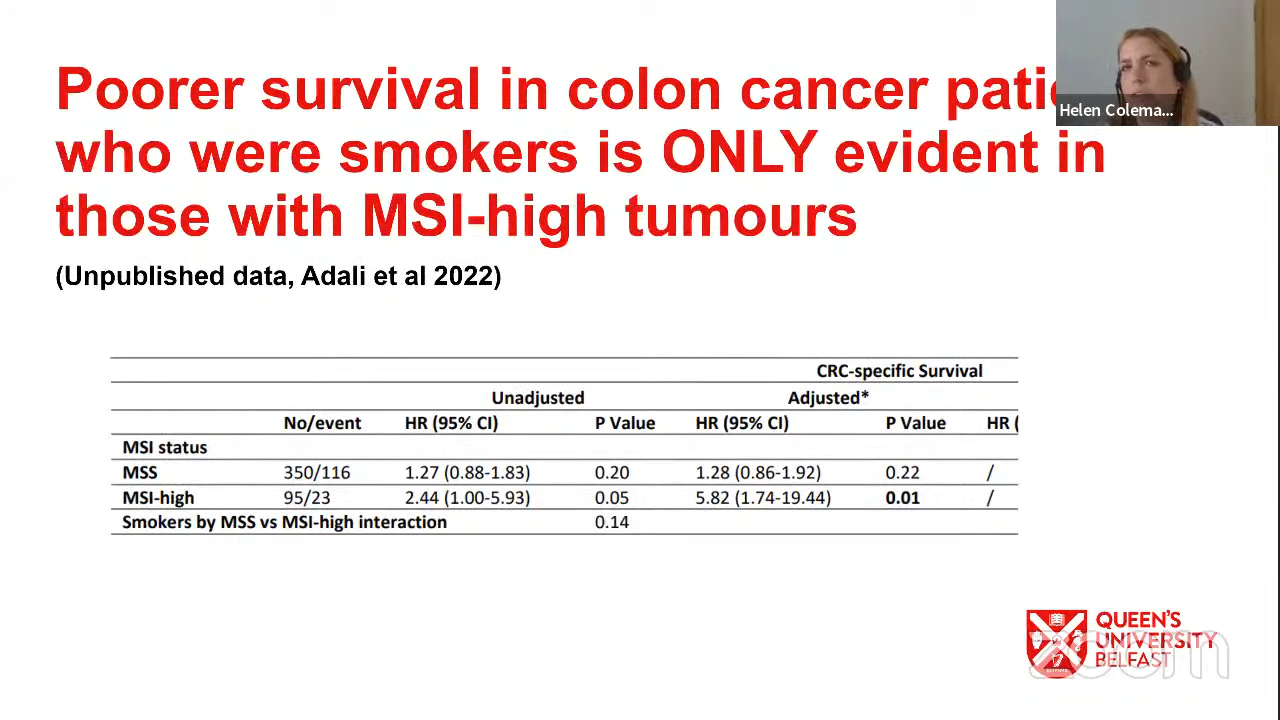 Poorer survival in colon cancer pati
who were smokers is ONLY evident in
those with MSI-high tumours
(Unpublished data, Adali et al 2022)
Helen Colema...
CRC-specific Survival
Unadjusted Adjusted*
No/event HR (95% CI) P Value HR (95% CI) P Value HR (
MSI status
MSS 350/116 1.27 (0.88-1.83) 0.20 1.28 (0.86-1.92) 0.22 /
MSI-high 95/23 2.44 (1.00-5.93) 0.05 5.82 (1.74-19.44) 0.01 /
Smokers by MSS vs MSI-high interaction 0.14
QUEEN'S
UNIVERSITY
BELFAST
zoom